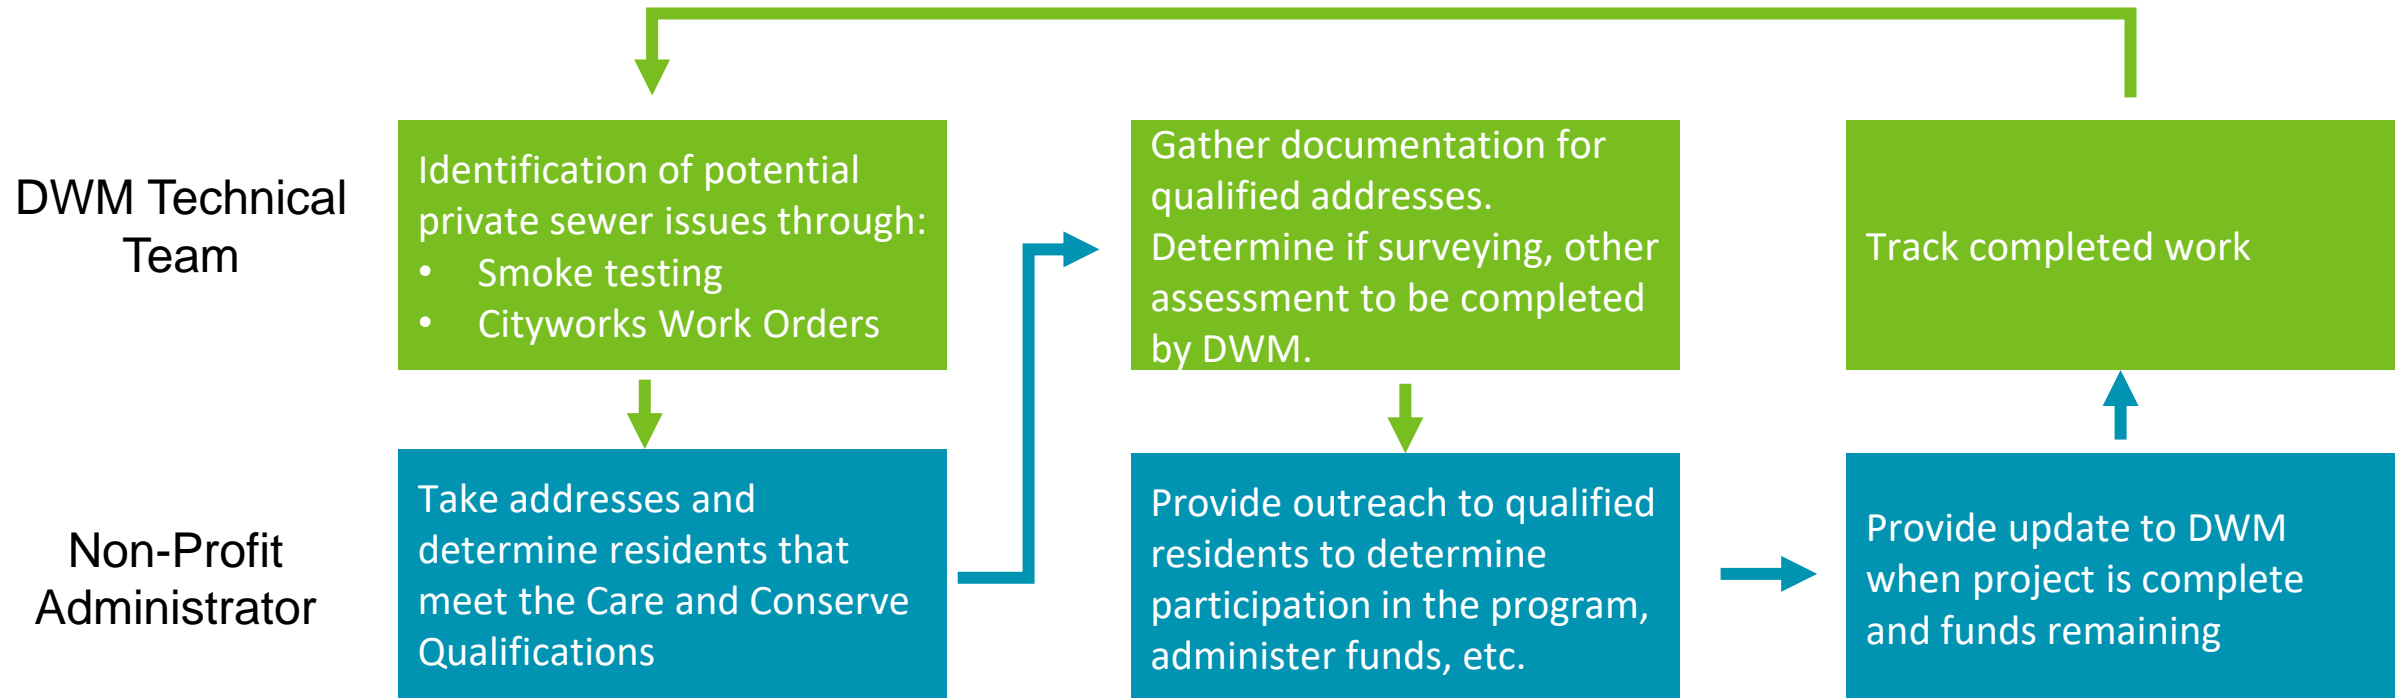 DWM Technical
Team
Identification of potential
private sewer issues through:
• Smoke testing
• Cityworks Work Orders
Gather documentation for
qualified addresses.
Determine if surveying, other
assessment to be completed
by DWM.
Track completed work
Non-Profit
Administrator
Take addresses and
determine residents that
meet the Care and Conserve
Qualifications
Provide outreach to qualified
residents to determine
participation in the program,
administer funds, etc.
Provide update to DWM
when project is complete
and funds remaining